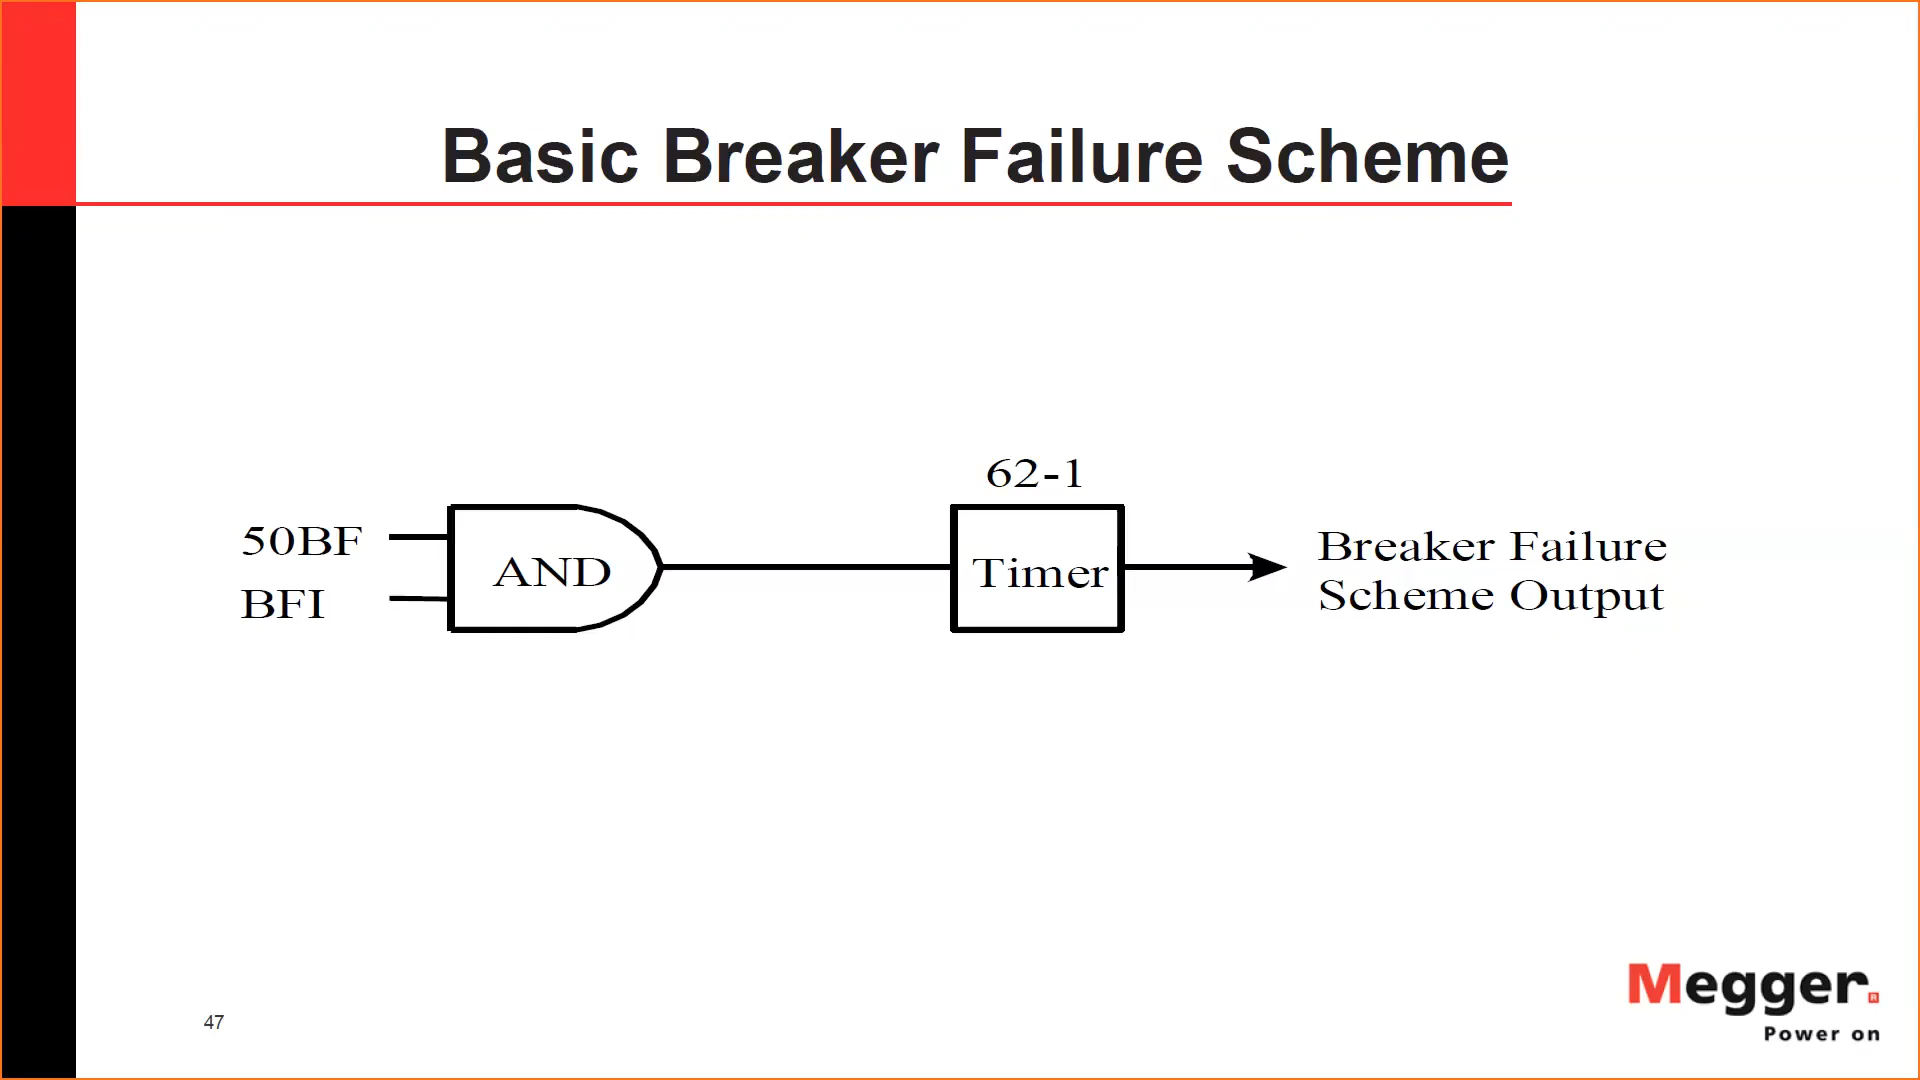 Basic Breaker Failure Scheme
62-1
50BF
BFI
AND
Timer
Breaker Failure
Scheme Output
47
Megger.
Power on